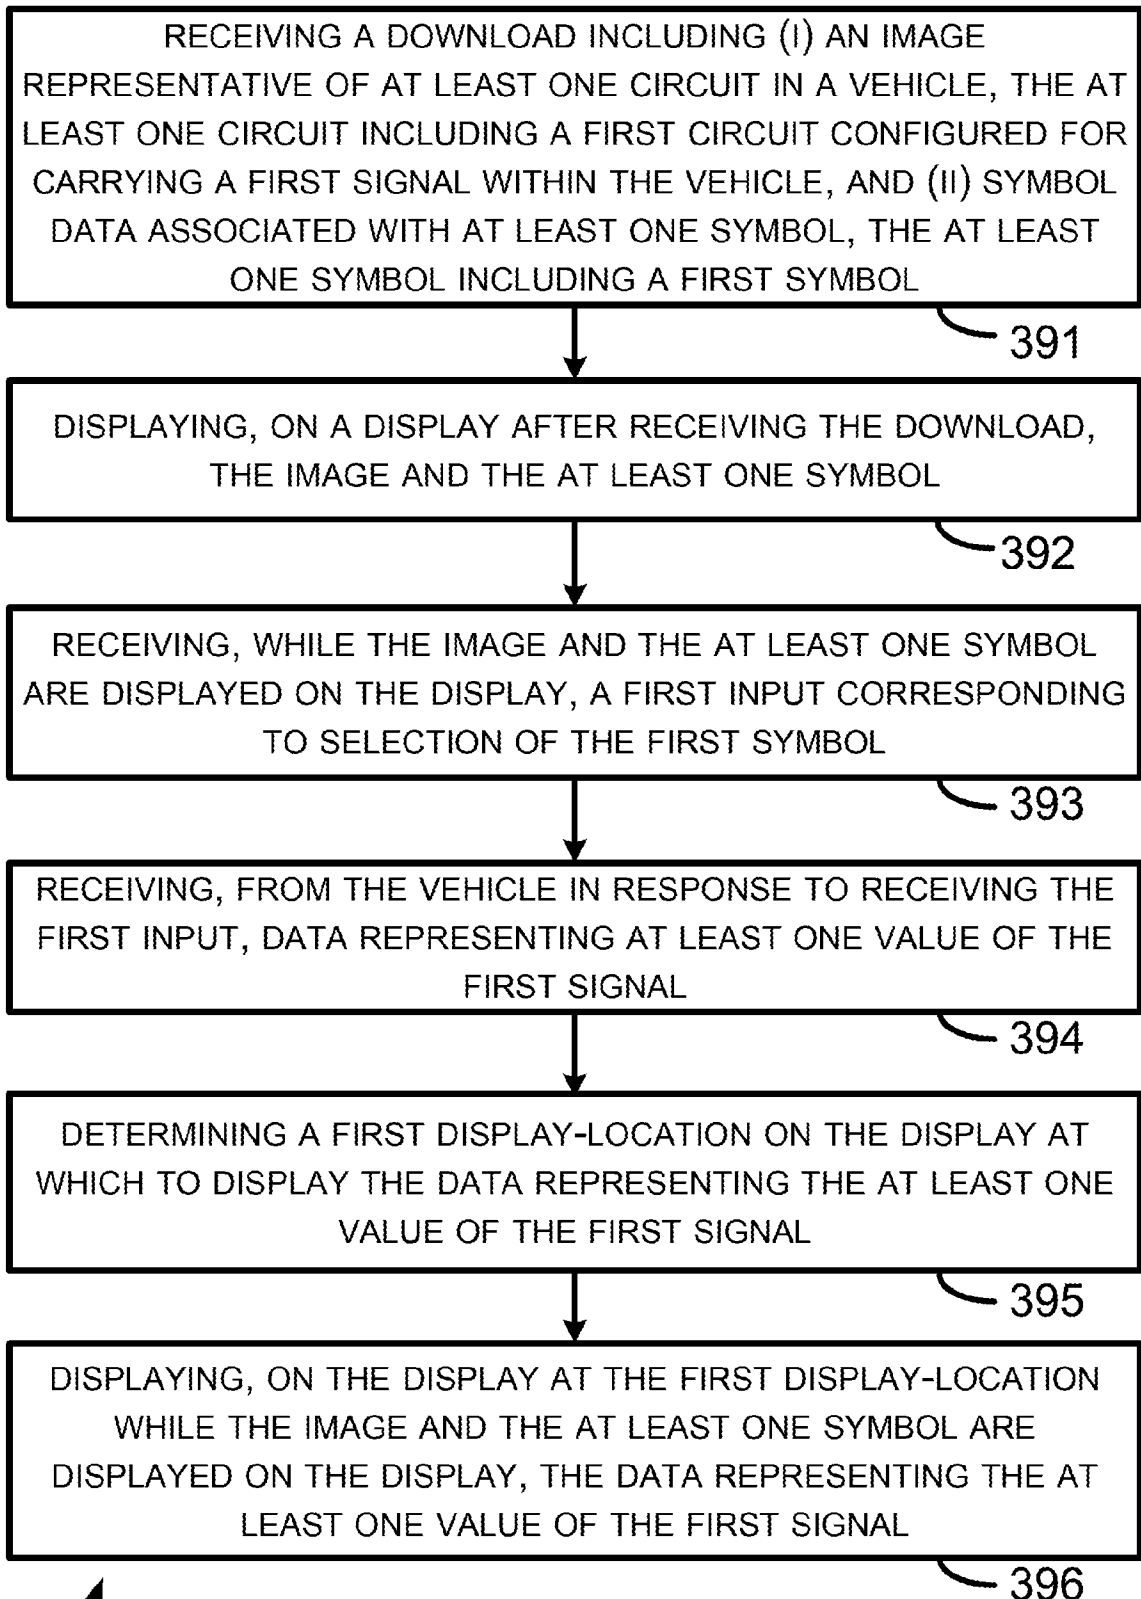 RECEIVING A DOWNLOAD INCLUDING (I) AN IMAGE
REPRESENTATIVE OF AT LEAST ONE CIRCUIT IN A VEHICLE, THE AT
LEAST ONE CIRCUIT INCLUDING A FIRST CIRCUIT CONFIGURED FOR
CARRYING A FIRST SIGNAL WITHIN THE VEHICLE, AND (II) SYMBOL
DATA ASSOCIATED WITH AT LEAST ONE SYMBOL, THE AT LEAST
ONE SYMBOL INCLUDING A FIRST SYMBOL
391
DISPLAYING, ON A DISPLAY AFTER RECEIVING THE DOWNLOAD,
THE IMAGE AND THE AT LEAST ONE SYMBOL
392
RECEIVING, WHILE THE IMAGE AND THE AT LEAST ONE SYMBOL
ARE DISPLAYED ON THE DISPLAY, A FIRST INPUT CORRESPONDING
TO SELECTION OF THE FIRST SYMBOL
393
RECEIVING, FROM THE VEHICLE IN RESPONSE TO RECEIVING THE
FIRST INPUT, DATA REPRESENTING AT LEAST ONE VALUE OF THE
FIRST SIGNAL
394
DETERMINING A FIRST DISPLAY-LOCATION ON THE DISPLAY AT
WHICH TO DISPLAY THE DATA REPRESENTING THE AT LEAST ONE
VALUE OF THE FIRST SIGNAL
395
DISPLAYING, ON THE DISPLAY AT THE FIRST DISPLAY-LOCATION
WHILE THE IMAGE AND THE AT LEAST ONE SYMBOL ARE
DISPLAYED ON THE DISPLAY, THE DATA REPRESENTING THE AT
LEAST ONE VALUE OF THE FIRST SIGNAL
396